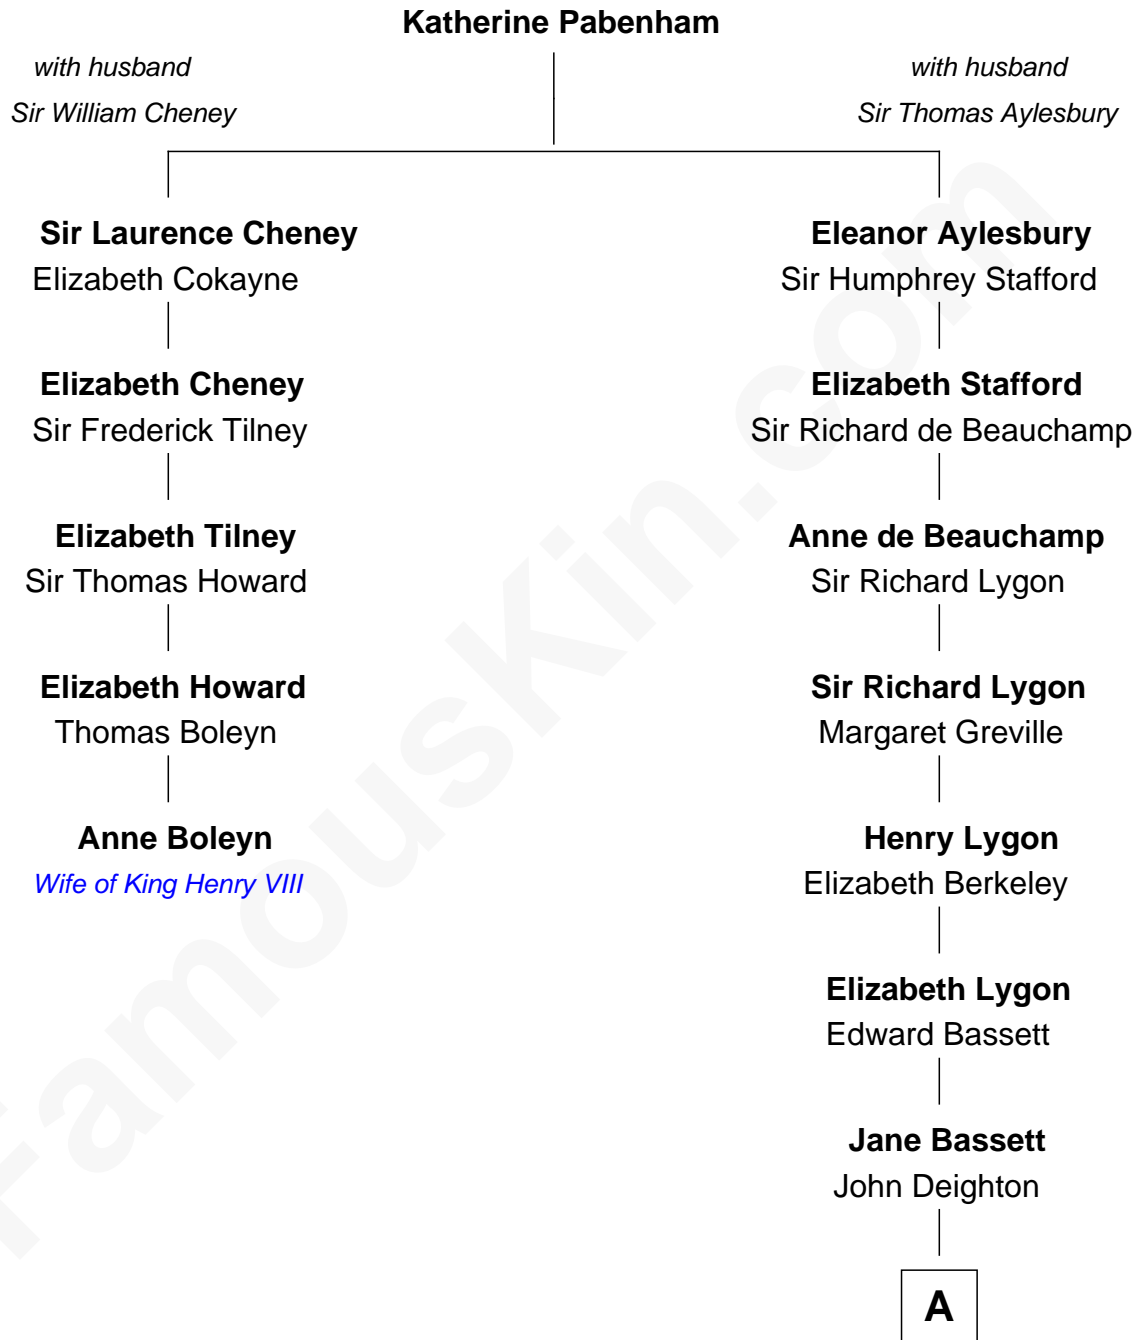 Katherine Pabenham
with husband
Sir William Cheney
with husband
Sir Thomas Aylesbury
Sir Laurence Cheney
Elizabeth Cokayne
Elizabeth Cheney
Sir Frederick Tilney
Elizabeth Tilney
Sir Thomas Howard
Elizabeth Howard
Thomas Boleyn
Anne Boleyn
Wife of King Henry VIII
Eleanor Aylesbury
Sir Humphrey Stafford
Elizabeth Stafford
Sir Richard de Beauchamp
Anne de Beauchamp
Sir Richard Lygon
Sir Richard Lygon
Margaret Greville
Henry Lygon
Elizabeth Berkeley
Elizabeth Lygon
Edward Bassett
Jane Bassett
John Deighton
A
FamousKin.com